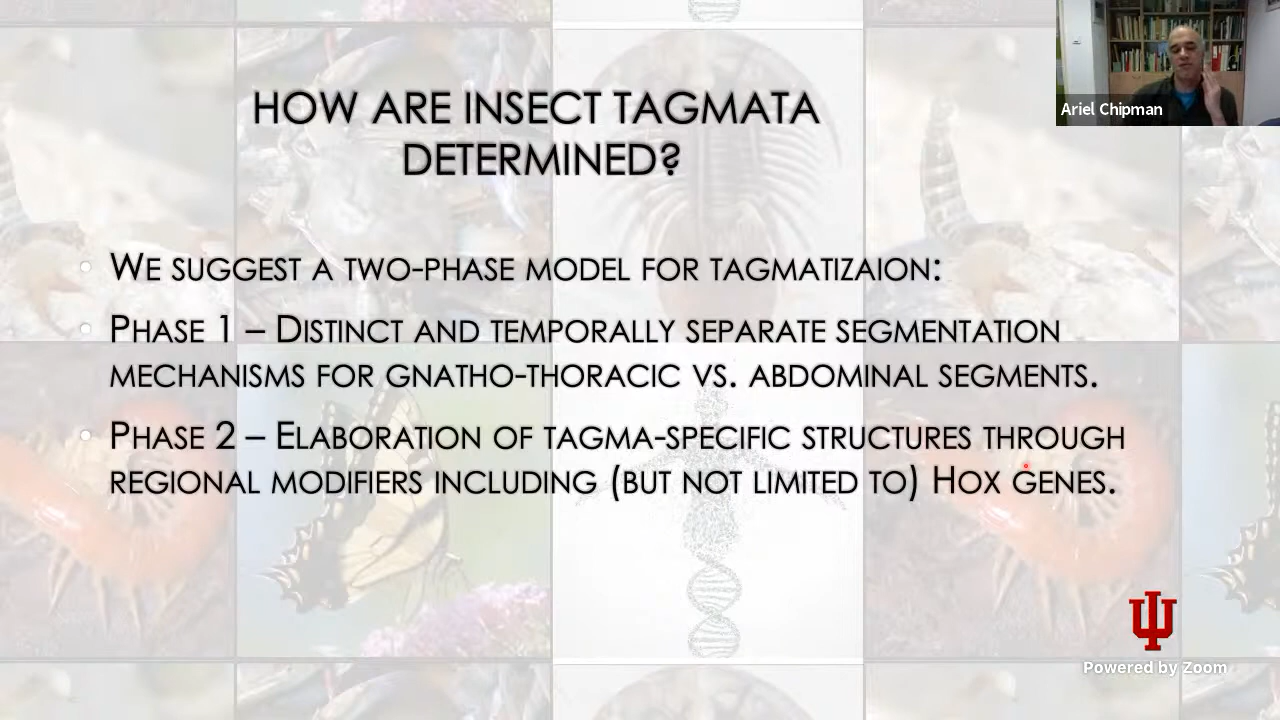 HOW ARE INSECT TAGMATA
DETERMINED?
Ariel Chipman
WE SUGGEST A TWO-PHASE MODEL FOR TAGMATIZAION:
PHASE 1 – DISTINCT AND TEMPORALLY SEPARATE SEGMENTATION
MECHANISMS FOR GNATHO-THORACIC VS. ABDOMINAL SEGMENTS.
PHASE 2 – ELABORATION OF TAGMA-SPECIFIC STRUCTURES THROUGH
REGIONAL MODIFIERS INCLUDING (BUT NOT LIMITED TO) HOX GENES.
Powered by Zoom